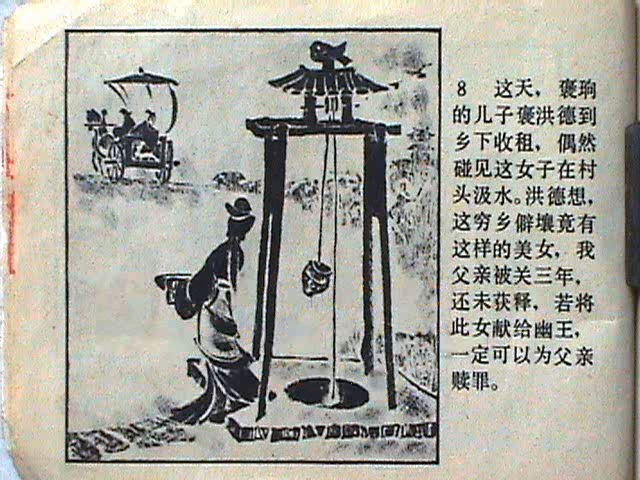 8 这天，褒珦
的儿子褒洪德到
乡下收租，偶然
碰见这女子在村
头汲水。洪德想，
这穷乡僻壤竟有
这样的美女，我
父亲被关三年，
还未获释，若将
此女献给幽王，
一定可以为父亲
赎罪。